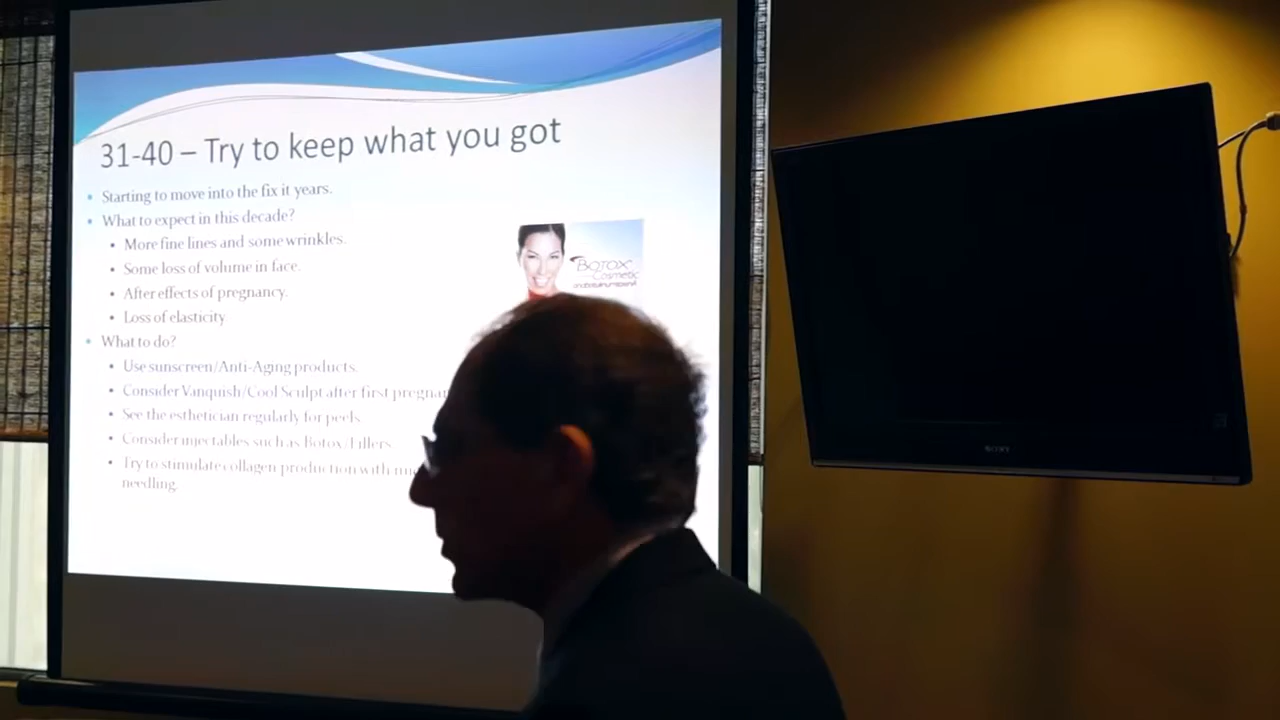 31-40 – Try to keep what you got
• Starting to move into the fix it years.
• What to expect in this decade?
• More fine lines and some wrinkles.
• Some loss of volume in face.
• After effects of pregnancy.
• Loss of elasticity
BOTOX
Cosmetic
• What to do?
• Use sunscreen/Anti-Aging products.
• Consider Vanquish/Cool Sculpt after first
• See the esthetician regularly for peels.
• Consider injectables such as Botox/Fillers
• Try to stimulate collagen production with
needling.
SONY